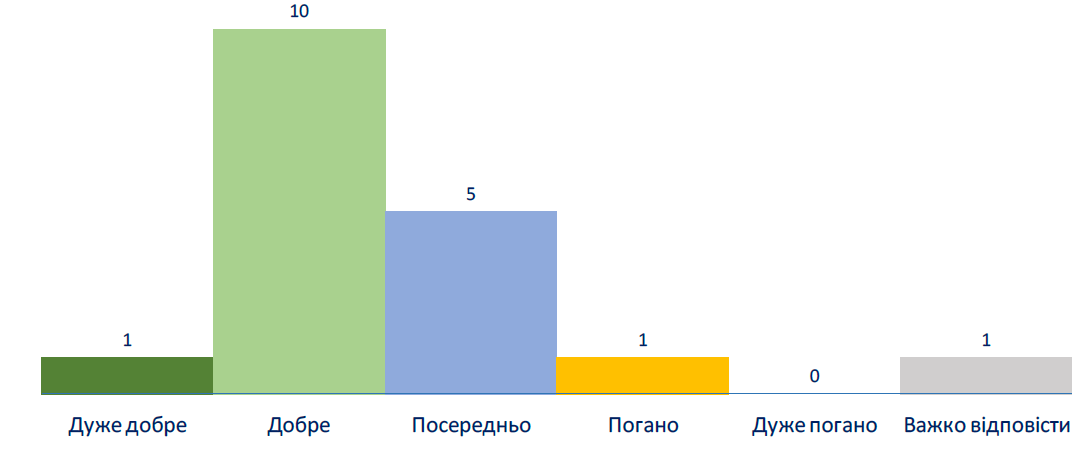 10
5
1
1
0
1
Дуже добре
Добре
Посередньо
Погано
Дуже погано
Важко відповісти